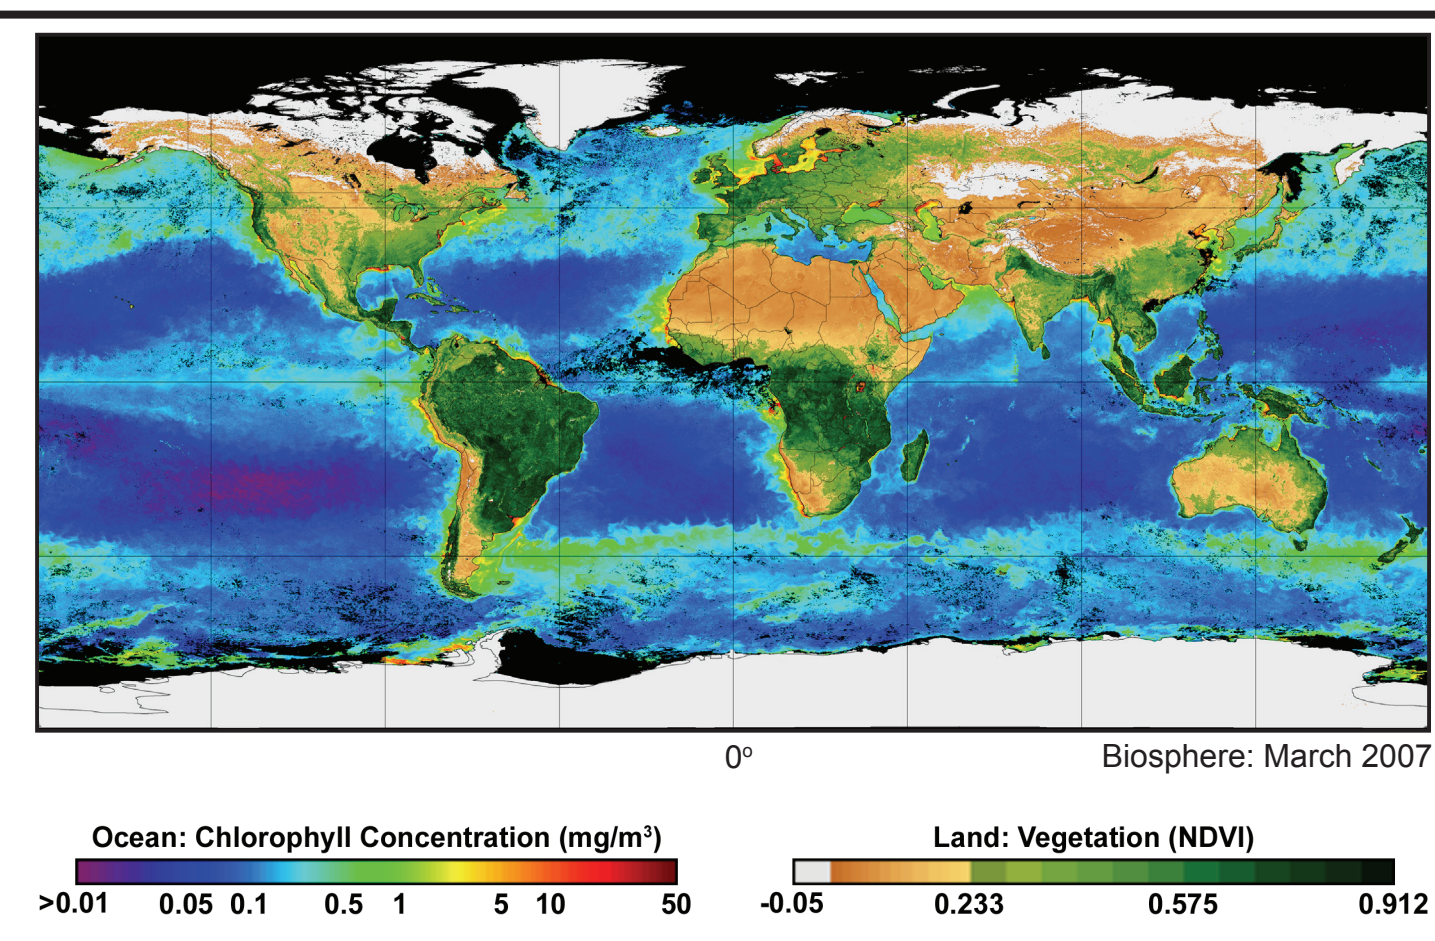 0º
Biosphere: March 2007
Ocean: Chlorophyll Concentration (mg/m³)
>0.01 0.05 0.1 0.5 1 5 10 50
Land: Vegetation (NDVI)
-0.05 0.233 0.575 0.912